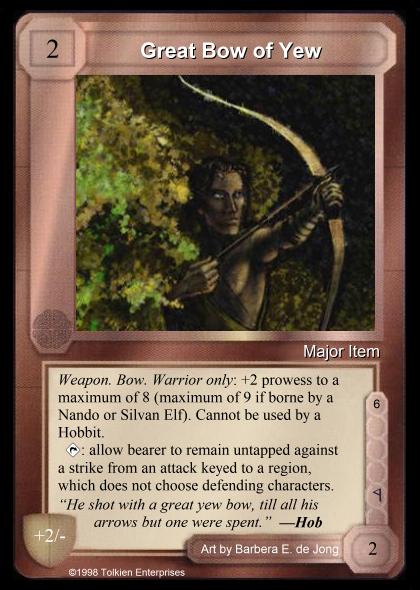 2
Great Bow of Yew
Major Item
Weapon. Bow. Warrior only: +2 prowess to a
maximum of 8 (maximum of 9 if borne by a
Nando or Silvan Elf). Cannot be used by a
Hobbit.
: allow bearer to remain untapped against
a strike from an attack keyed to a region,
which does not choose defending characters.
“He shot with a great yew bow, till all his
arrows but one were spent.” —Hob
6
+2/-
Art by Barbera E. de Jong
2
©1998 Tolkien Enterprises